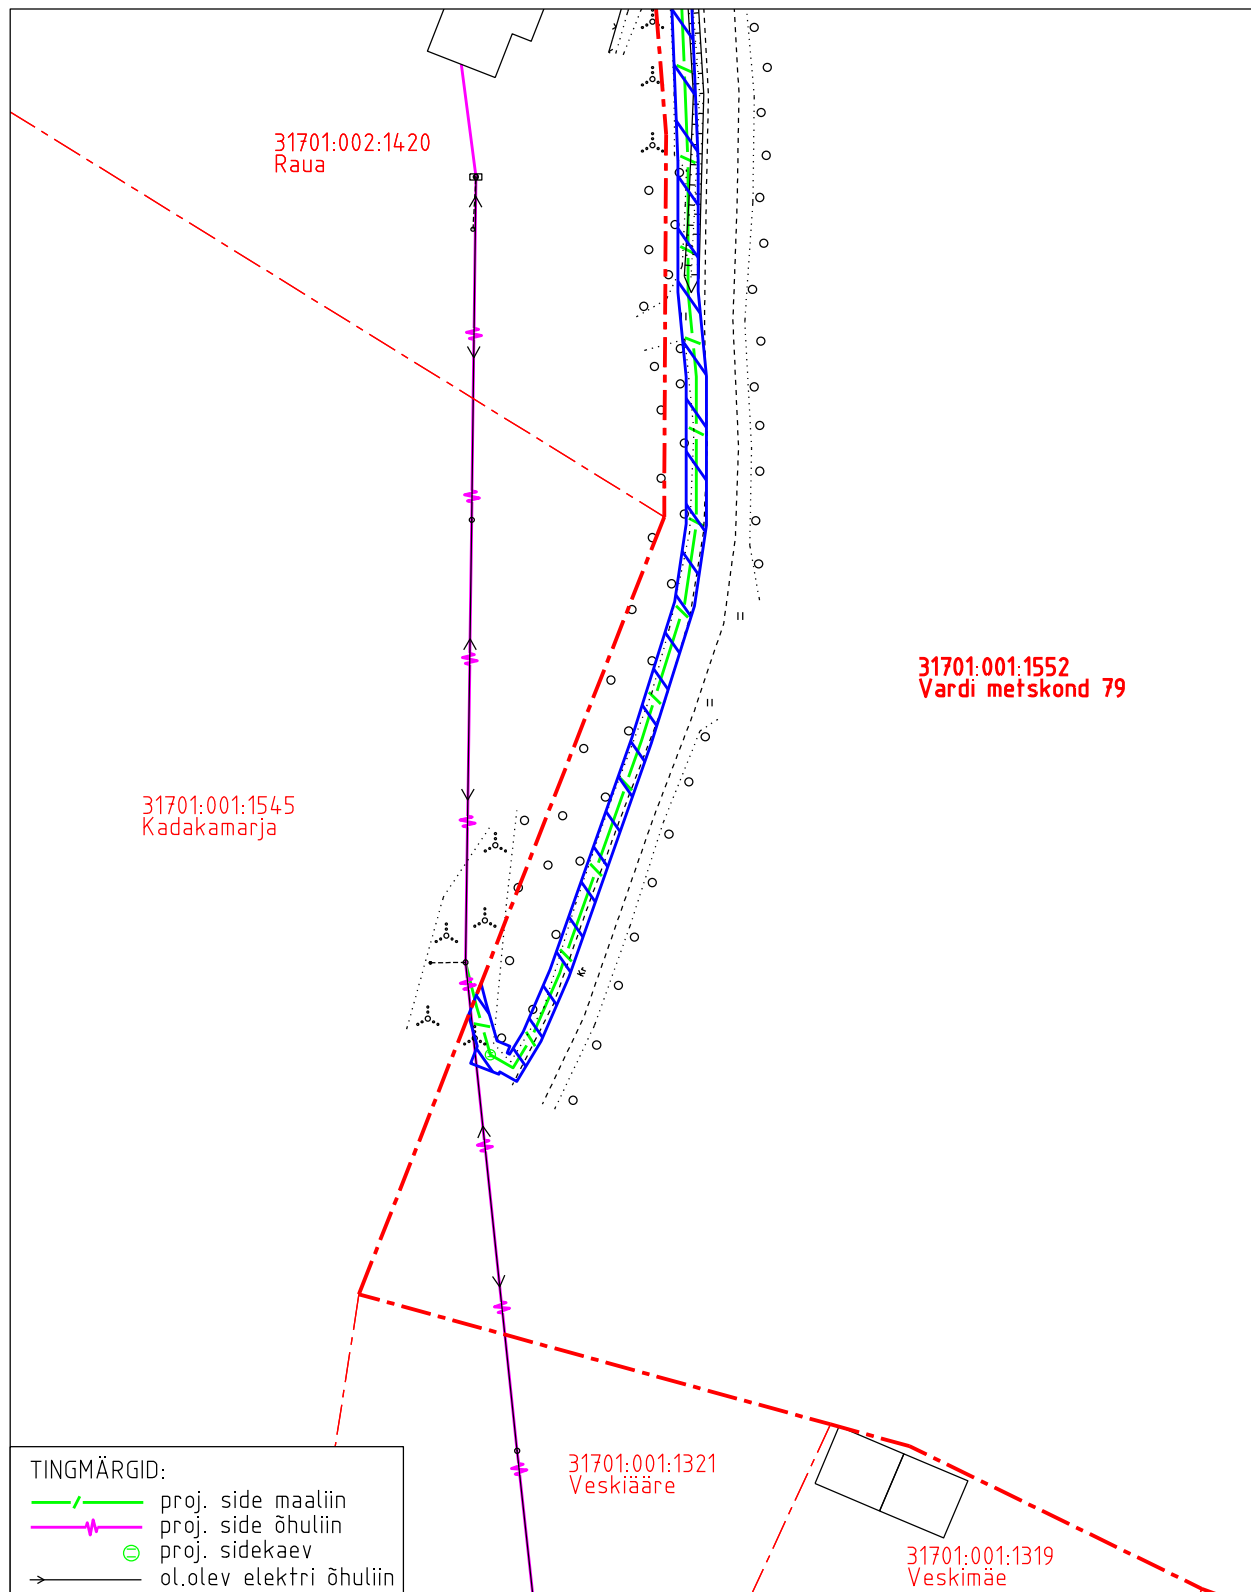 31701:002:1420
Raua
31701:001:1552
Vardi metskond 79
31701:001:1545
Kadakamarja
Kr
31701:001:1321
Veskiääre
31701:001:1319
Veskimäe
TINGMÄRGID:
proj. side maaliin
proj. side õhuliin
proj. sidekaev
ol.olev elektri õhuliin